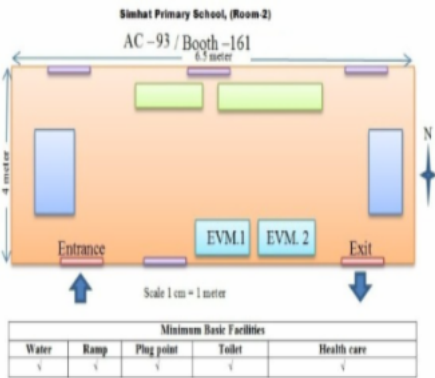 Simhat Primary School, (Room-2)
AC –93 / Booth –161
6.5 meter
4 meter
N
EVM.1
EVM. 2
Entrance
Exit
Scale 1 cm = 1 meter
Minimum Basic Facilities
Water Ramp Plug point Toilet Health care
√ √ √ √ √